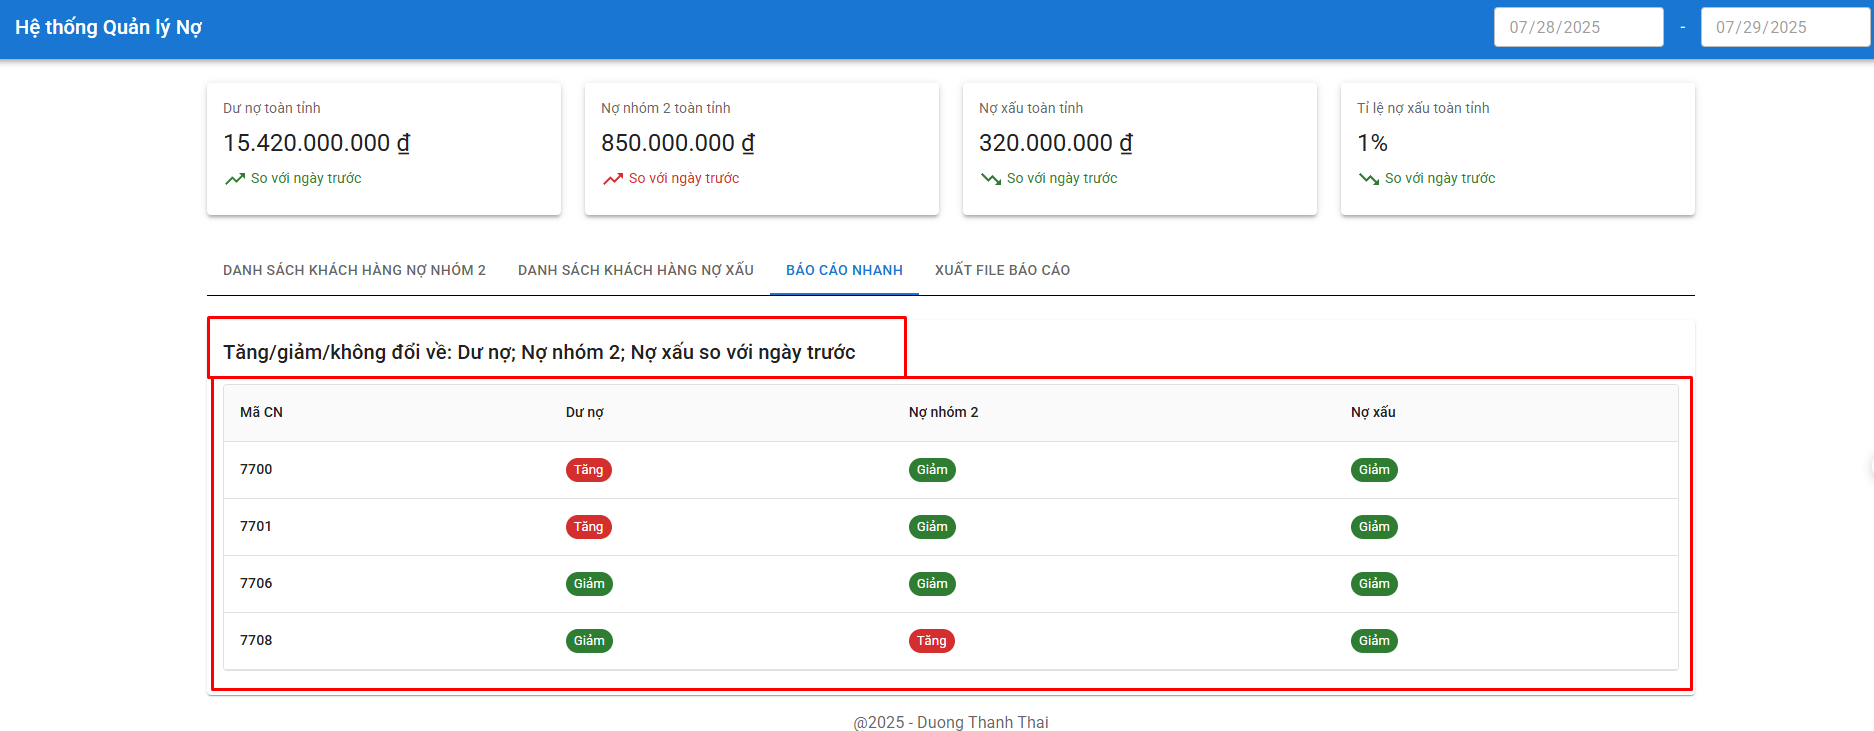 Hệ thống Quản lý Nợ
07/28/2025 - 07/29/2025
Dư nợ toàn tỉnh
15.420.000.000 ₫
So với ngày trước
Nợ nhóm 2 toàn tỉnh
850.000.000 ₫
So với ngày trước
Nợ xấu toàn tỉnh
320.000.000 ₫
So với ngày trước
Tỉ lệ nợ xấu toàn tỉnh
1%
So với ngày trước
DANH SÁCH KHÁCH HÀNG NỢ NHÓM 2 DANH SÁCH KHÁCH HÀNG NỢ XẤU BÁO CÁO NHANH XUẤT FILE BÁO CÁO
Tăng/giảm/không đổi về: Dư nợ; Nợ nhóm 2; Nợ xấu so với ngày trước
Mã CN Dư nợ Nợ nhóm 2 Nợ xấu
7700 Tăng Giảm Giảm
7701 Tăng Giảm Giảm
7706 Giảm Giảm Giảm
7708 Giảm Tăng Giảm
@2025 - Duong Thanh Thai